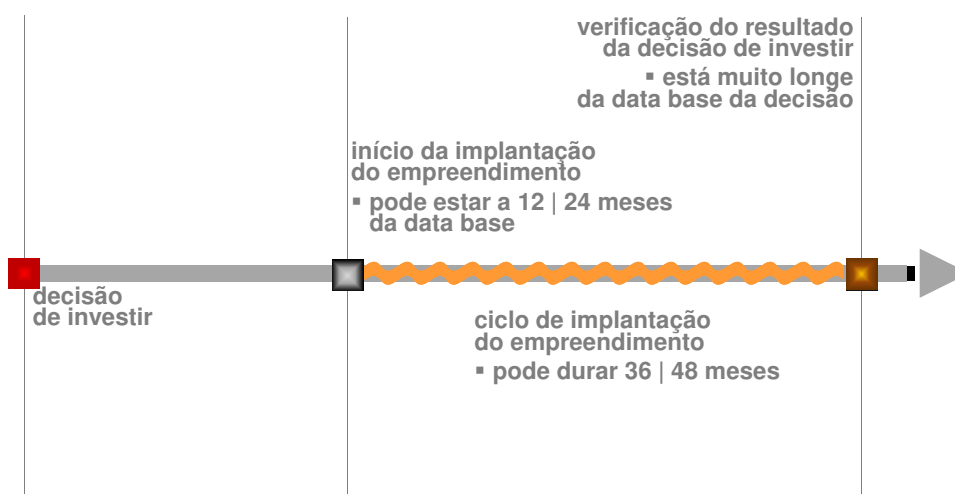 verificação do resultado
da decisão de investir
▪ está muito longe
da data base da decisão
início da implantação
do empreendimento
▪ pode estar a 12 | 24 meses
da data base
decisão
de investir
ciclo de implantação
do empreendimento
▪ pode durar 36 | 48 meses